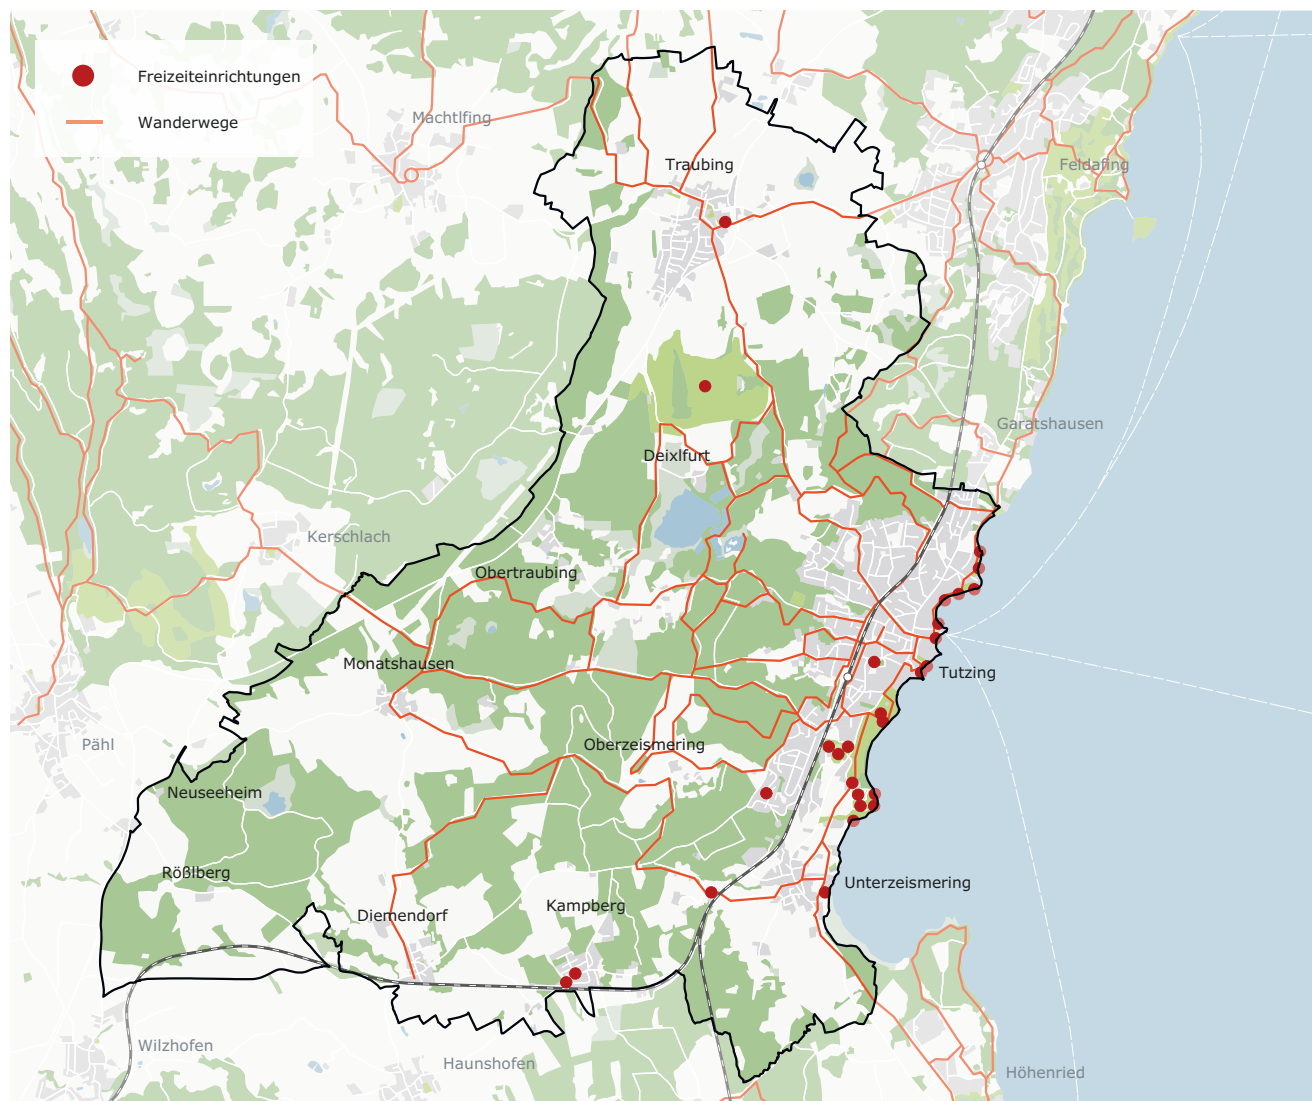 Freizeiteinrichtungen
Wanderwege
Machtlfing
Traubing
Feldafing
Garatshausen
Deixlfurt
Kerschlach
Obertraubing
Monatshausen
Tutzing
Pähl
Oberzeismering
Neuseeheim
Rößlberg
Unterzeismering
Diemendorf
Kampberg
Wilzhofen
Haunshofen
Höhenried